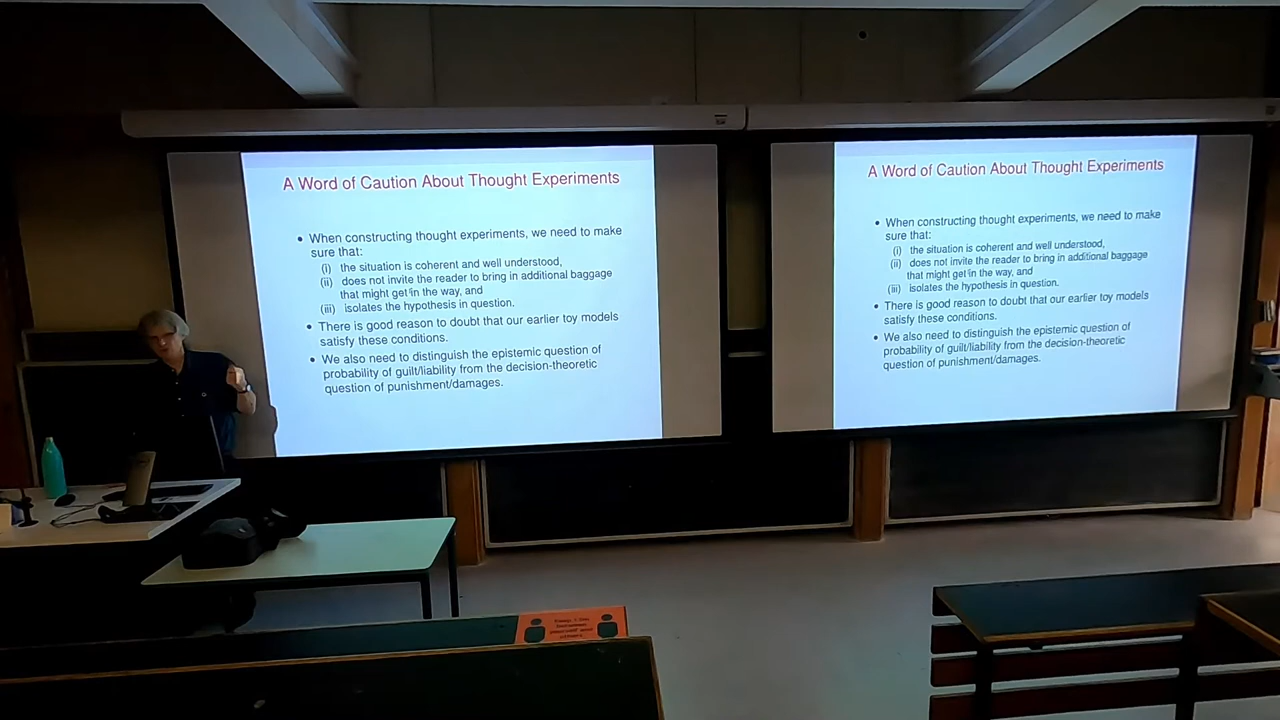 A Word of Caution About Thought Experiments
• When constructing thought experiments, we need to make
sure that:
(i) the situation is coherent and well understood,
(ii) does not invite the reader to bring in additional baggage
that might get in the way, and
(iii) isolates the hypothesis in question.
• There is good reason to doubt that our earlier toy models
satisfy these conditions.
• We also need to distinguish the epistemic question of
probability of guilt/liability from the decision-theoretic
question of punishment/damages.
A Word of Caution About Thought Experiments
• When constructing thought experiments, we need to make
sure that:
(i) the situation is coherent and well understood,
(ii) does not invite the reader to bring in additional baggage
that might get in the way, and
(iii) isolates the hypothesis in question.
• There is good reason to doubt that our earlier toy models
satisfy these conditions.
• We also need to distinguish the epistemic question of
probability of guilt/liability from the decision-theoretic
question of punishment/damages.